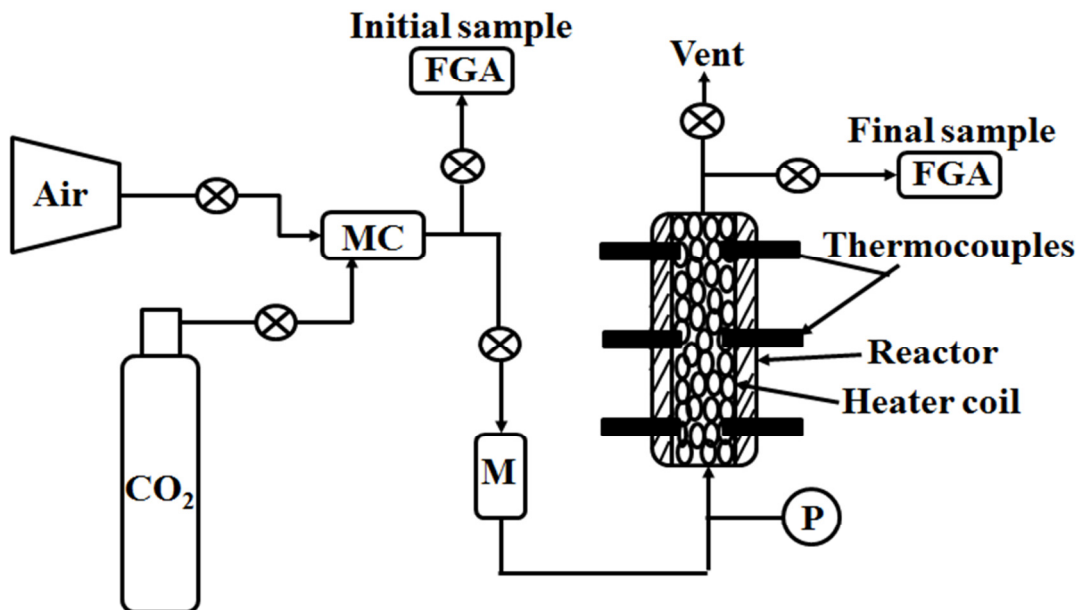 Initial sample
FGA
Vent
Final sample
FGA
Air
MC
Thermocouples
Reactor
Heater coil
M
CO₂
P